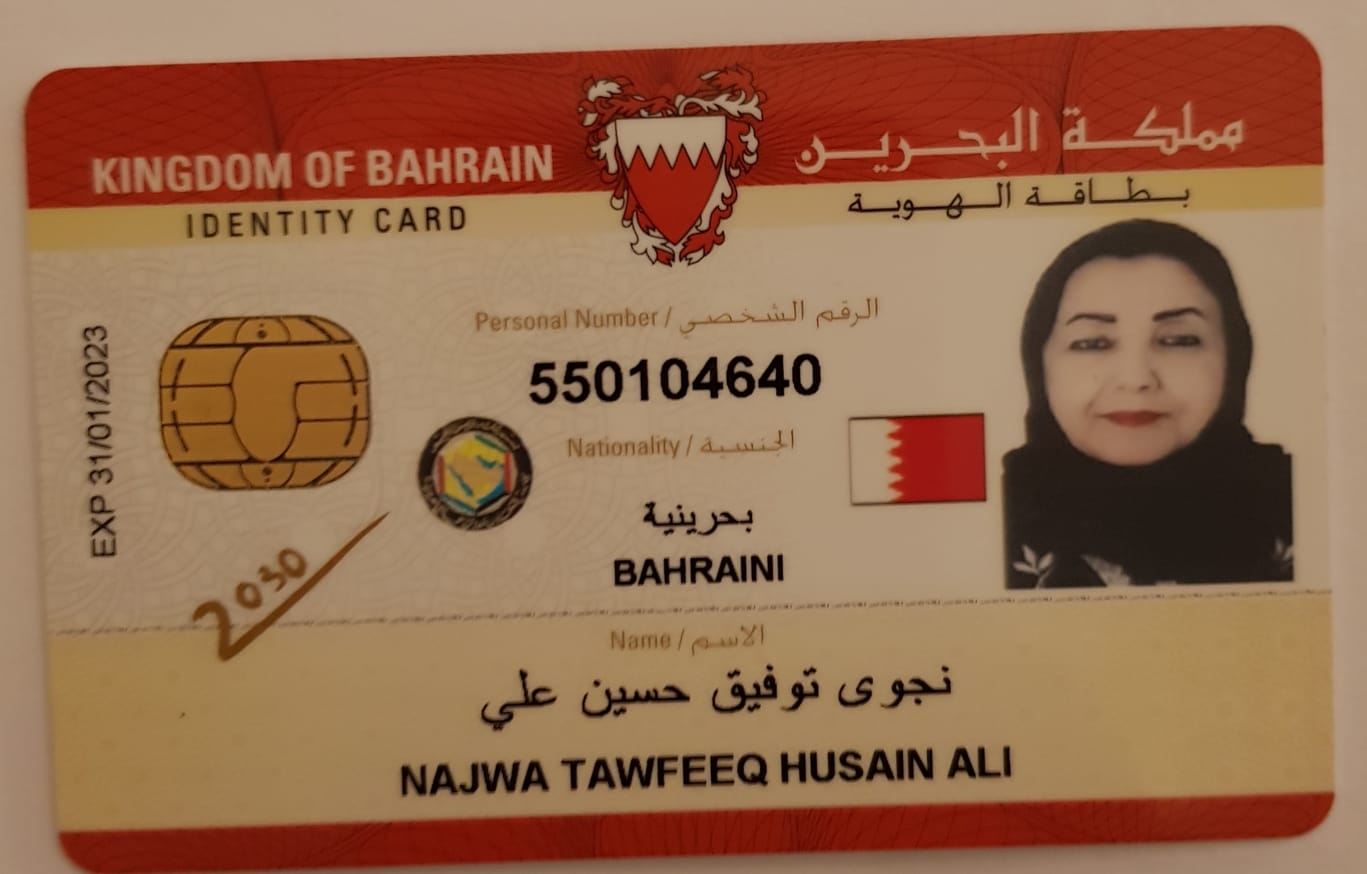 KINGDOM OF BAHRAIN
مملكة البحرين
IDENTITY CARD
بطاقة الهوية
Personal Number / الرقم الشخصي
550104640
Nationality / الجنسية
بحرينية
BAHRAINI
EXP 31/01/2023
2030
Name / الاسم
نجوى توفيق حسين علي
NAJWA TAWFEEQ HUSAIN ALI